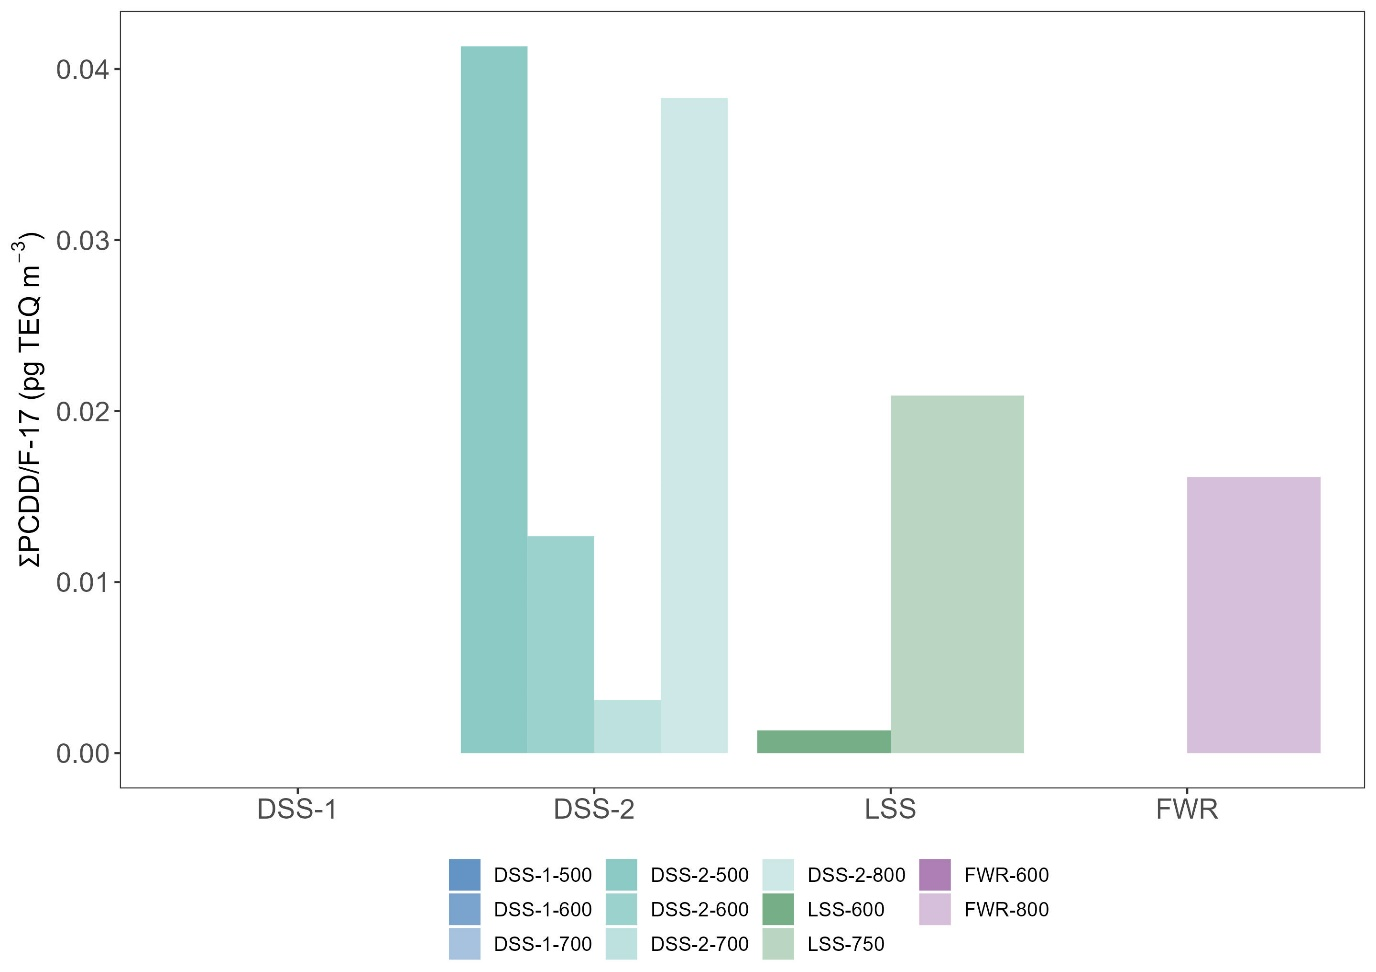 ΣPCDD/F-17 (pg TEQ m⁻³)
0.04
0.03
0.02
0.01
0.00
DSS-1 DSS-2 LSS FWR
DSS-1-500 DSS-2-500 DSS-2-800 FWR-600
DSS-1-600 DSS-2-600 LSS-600 FWR-800
DSS-1-700 DSS-2-700 LSS-750